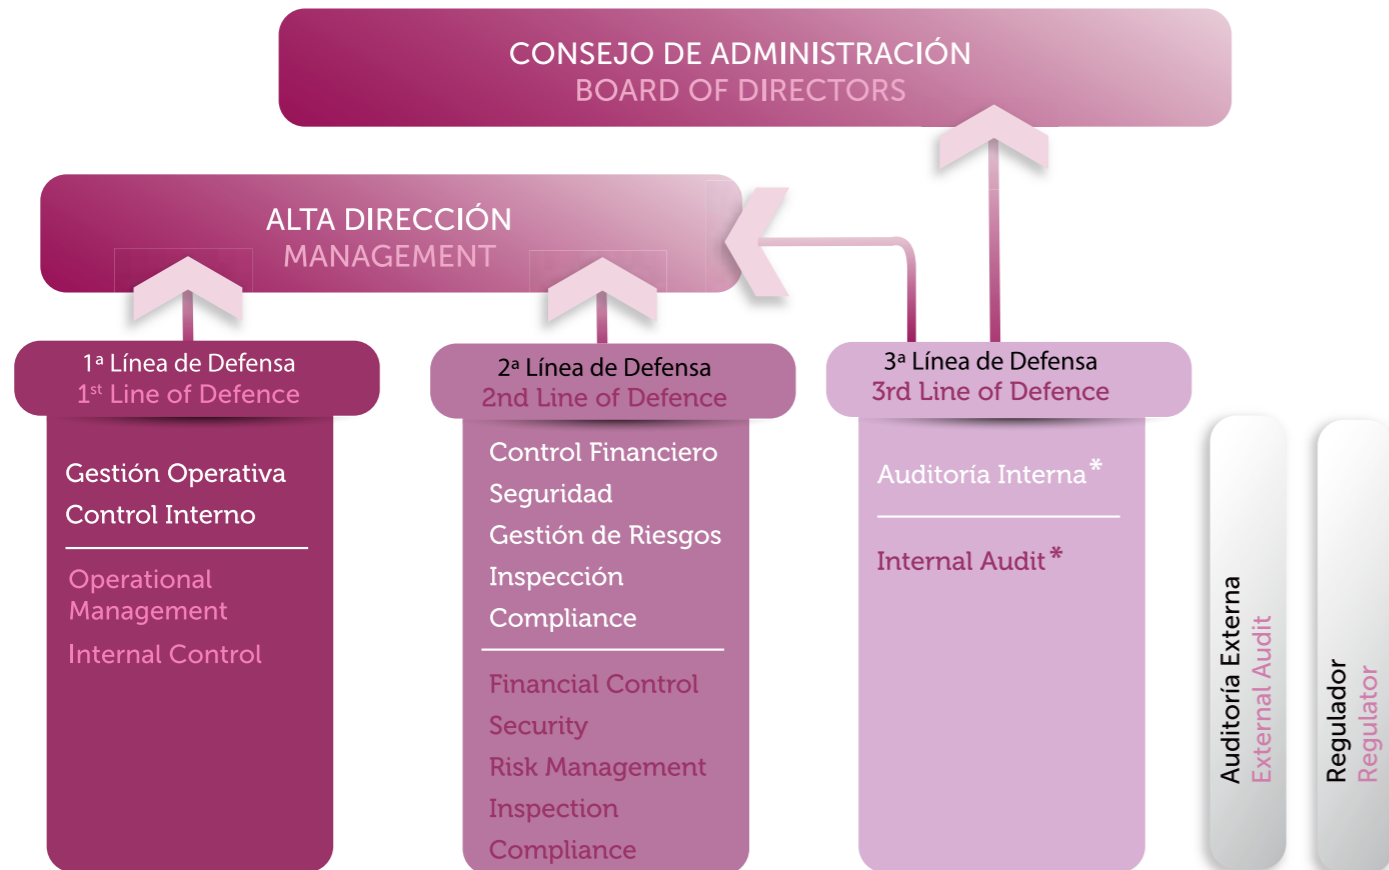 CONSEJO DE ADMINISTRACIÓN
BOARD OF DIRECTORS
ALTA DIRECCIÓN
MANAGEMENT
1ª Línea de Defensa
1st Line of Defence
Gestión Operativa
Control Interno
Operational
Management
Internal Control
2ª Línea de Defensa
2nd Line of Defence
Control Financiero
Seguridad
Gestión de Riesgos
Inspección
Compliance
Financial Control
Security
Risk Management
Inspection
Compliance
3ª Línea de Defensa
3rd Line of Defence
Auditoría Interna*
Internal Audit*
Auditoría Externa
External Audit
Regulador
Regulator